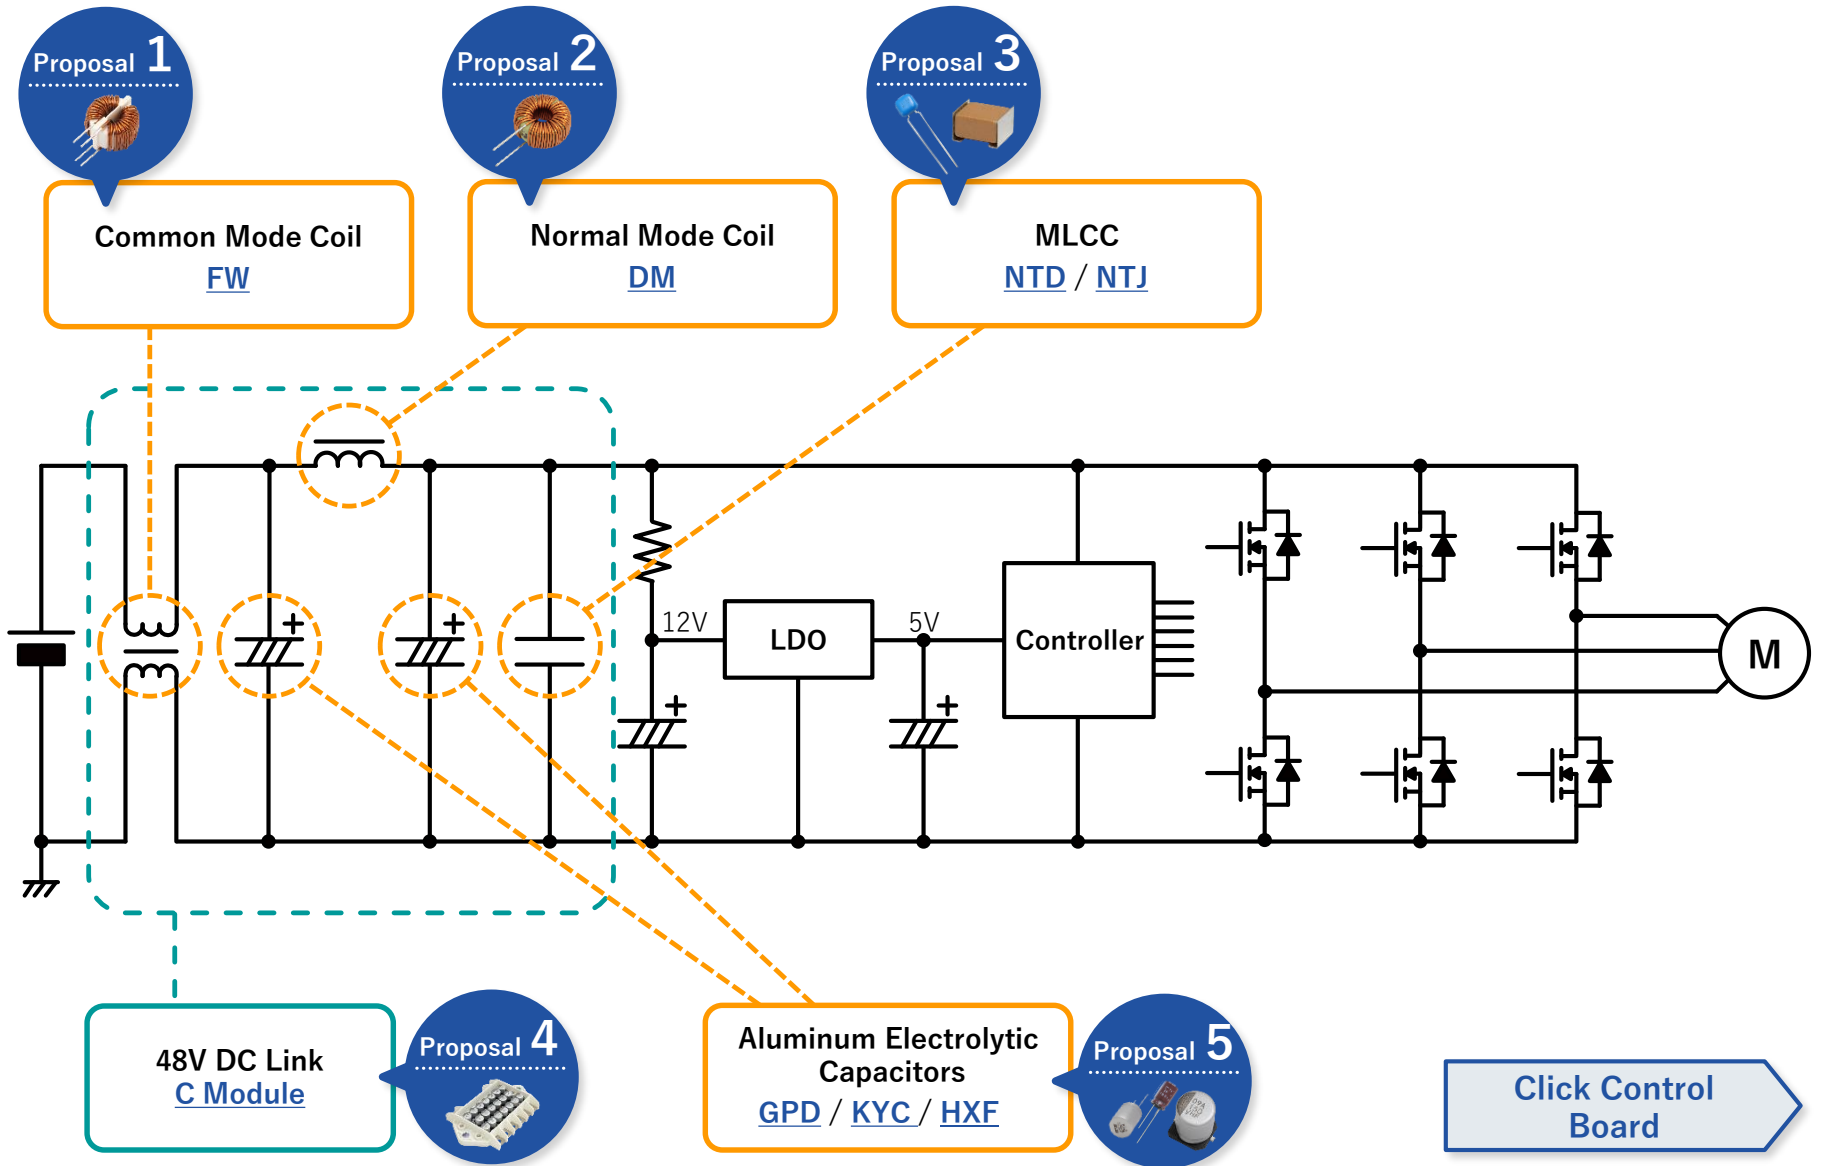 Proposal 1
Proposal 2
Proposal 3
Common Mode Coil
FW
Normal Mode Coil
DM
MLCC
NTD / NTJ
+
+
12V
LDO
5V
Controller
M
+
+
48V DC Link
C Module
Proposal 4
Aluminum Electrolytic
Capacitors
GPD / KYC / HXF
Proposal 5
Click Control
Board